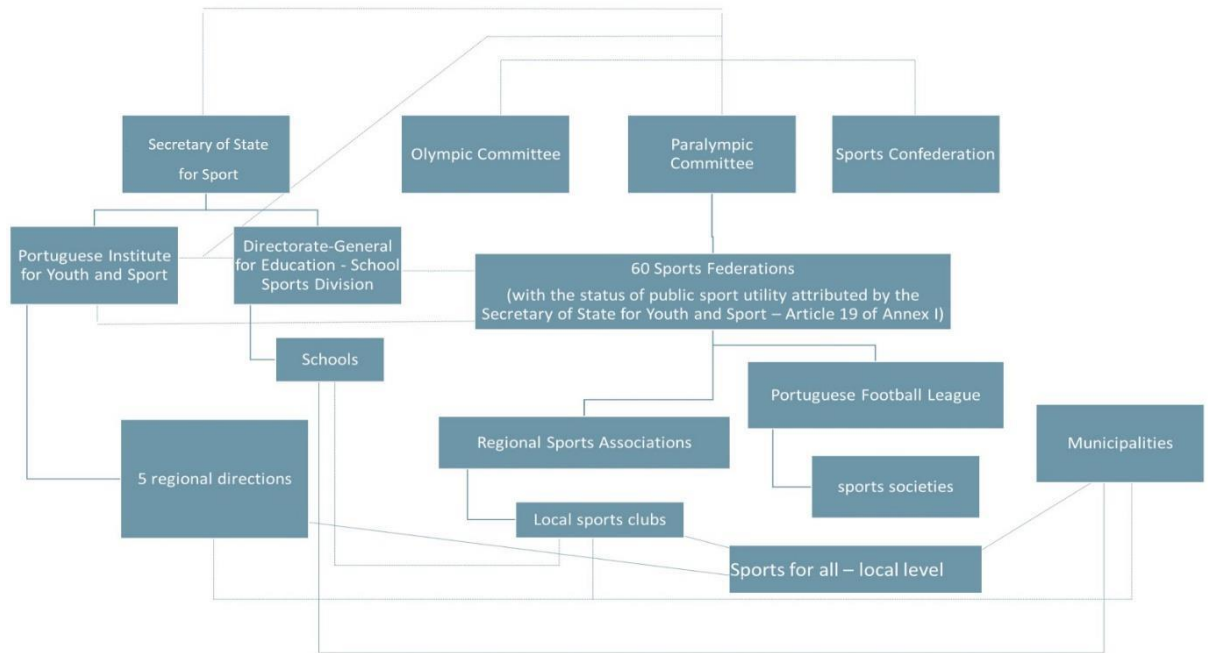 Secretary of State
for Sport
Olympic Committee
Paralympic
Committee
Sports Confederation
Portuguese Institute
for Youth and Sport
Directorate-General
for Education - School
Sports Division
60 Sports Federations
(with the status of public sport utility attributed by the
Secretary of State for Youth and Sport – Article 19 of Annex I)
Schools
Portuguese Football League
5 regional directions
Regional Sports Associations
Municipalities
sports societies
Local sports clubs
Sports for all – local level